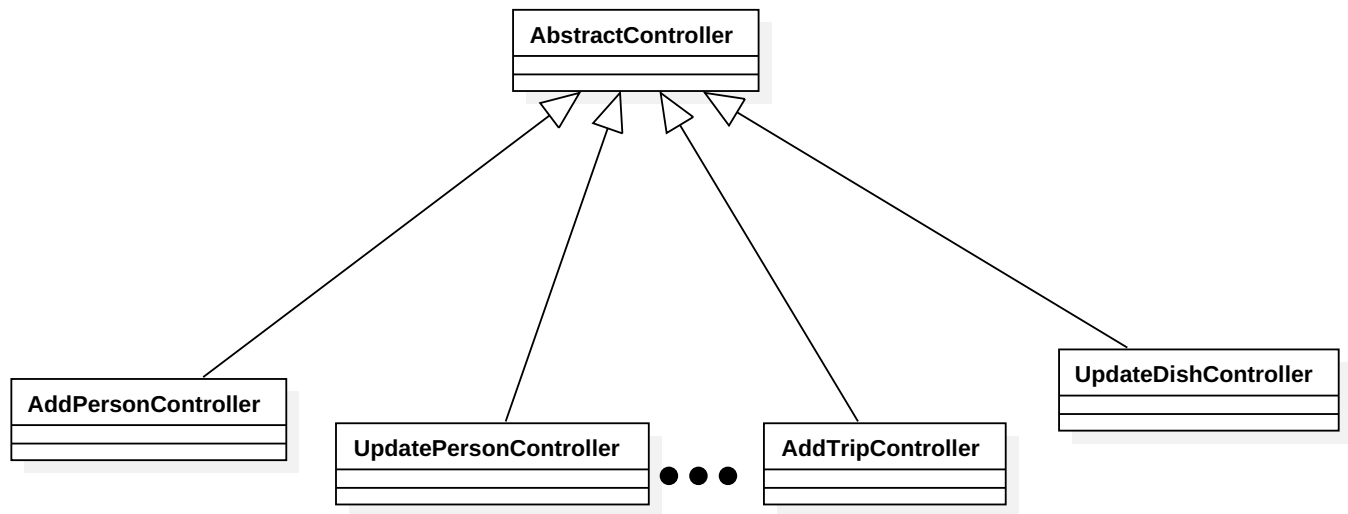 AbstractController
AddPersonController
UpdatePersonController
AddTripController
UpdateDishController